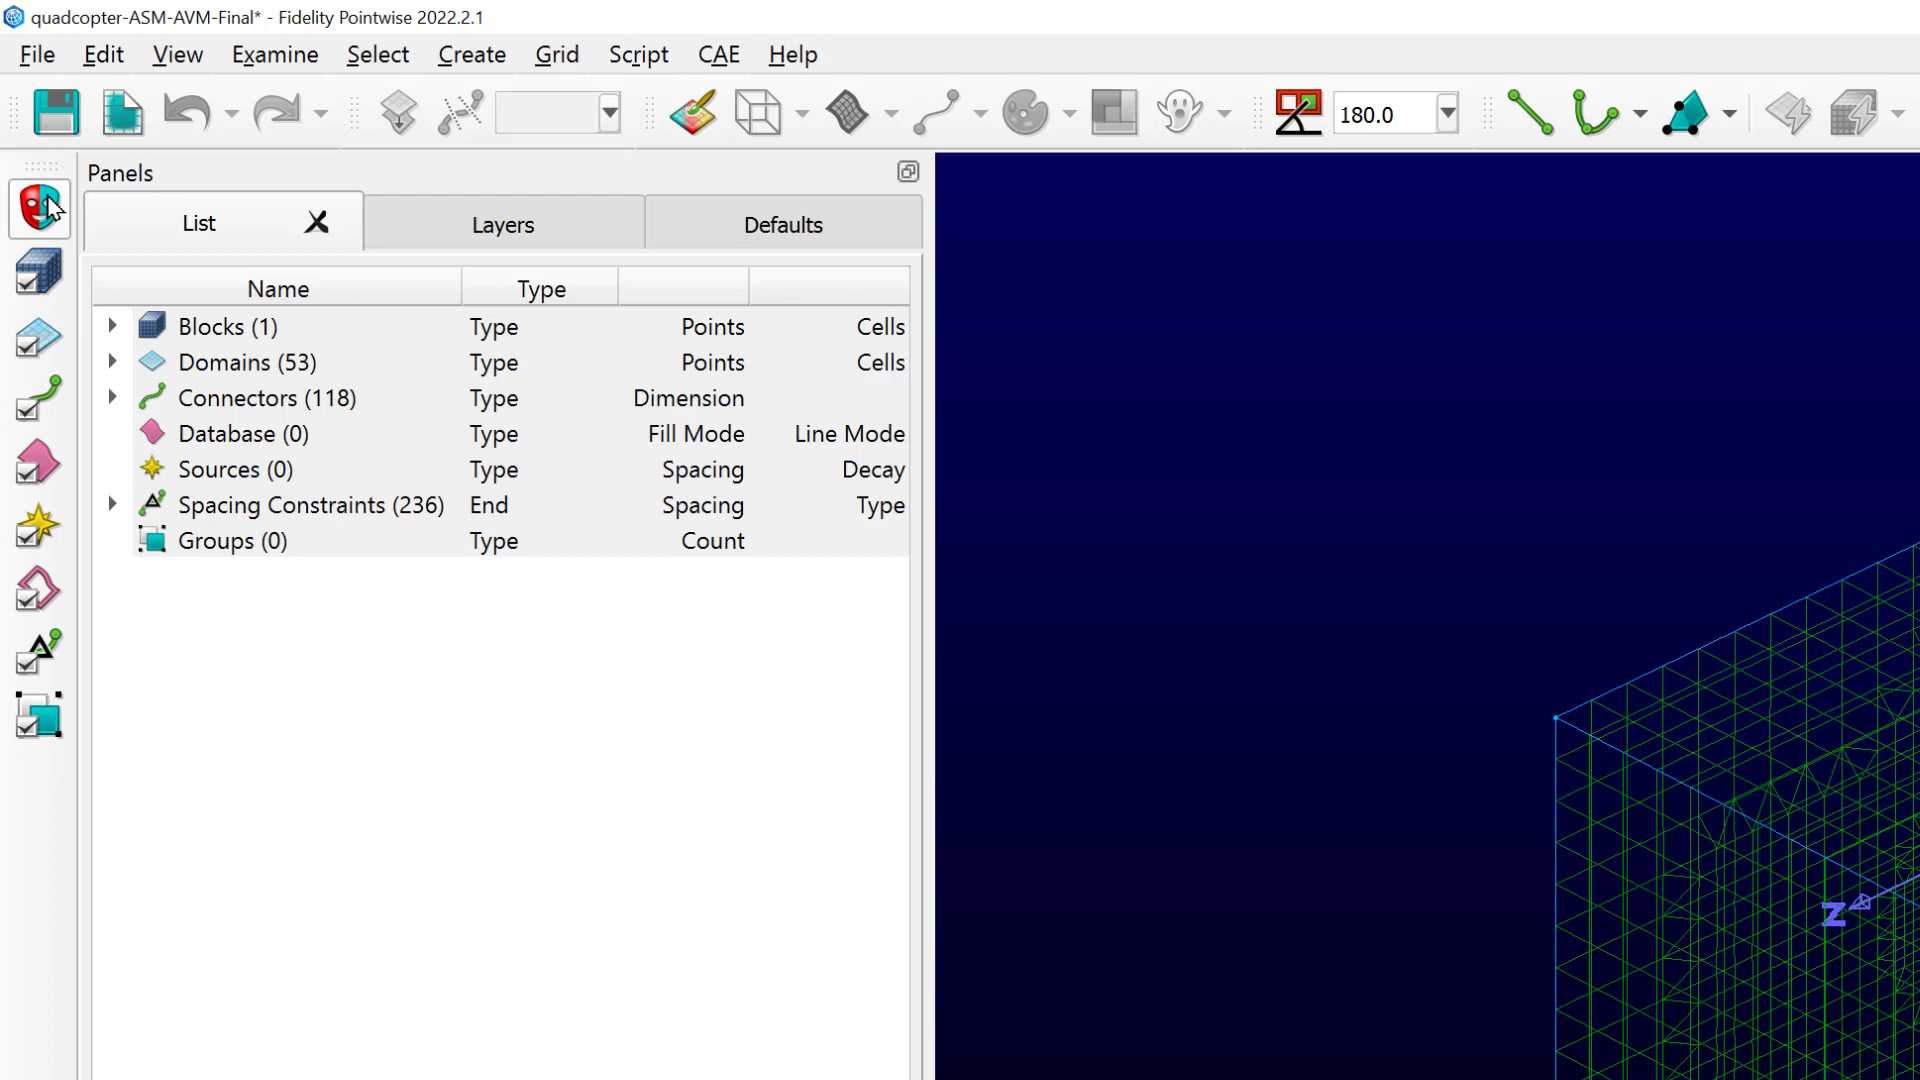 quadcopter-ASM-AVM-Final* - Fidelity Pointwise 2022.2.1
File Edit View Examine Select Create Grid Script CAE Help
180.0
Panels
List Layers Defaults
Name Type
Blocks (1) Type Points Cells
Domains (53) Type Points Cells
Connectors (118) Type Dimension
Database (0) Type Fill Mode Line Mode
Sources (0) Type Spacing Decay
Spacing Constraints (236) End Spacing Type
Groups (0) Type Count
Z